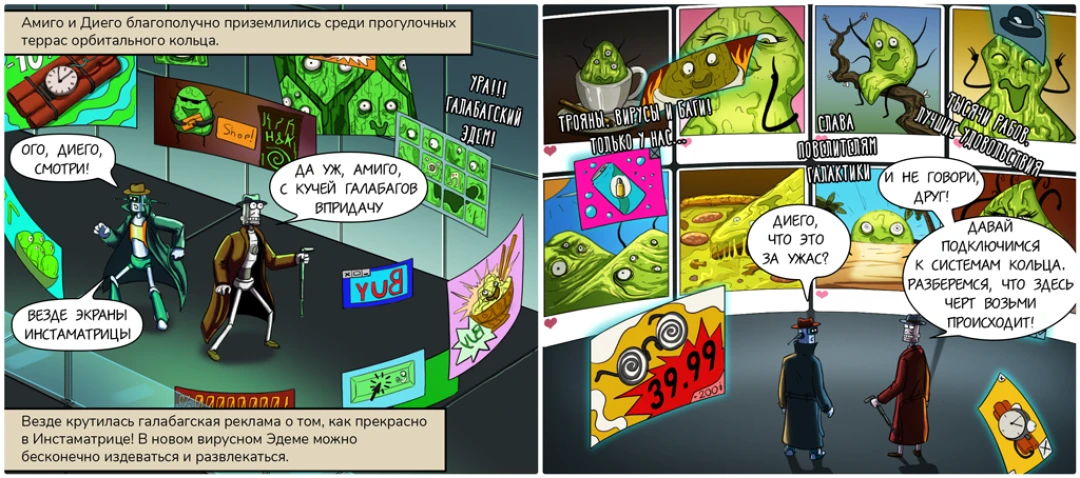 Амиго и Диего благополучно приземлились среди прогулочных
террас орбитального кольца.
-10
Shop!
УРА!!!
ГАЛАБАГСКИЙ
ЭДЕМ!
ОГО, ДИЕГО,
СМОТРИ!
ДА УЖ, АМИГО,
С КУЧЕЙ ГАЛАБАГОВ
ВПРИДАЧУ
ВЕЗДЕ ЭКРАНЫ
ИНСТАМАТРИЦЫ
BUY
Везде крутилась галабагская реклама о том, как прекрасно
в Инстаматрице! В новом вирусном Эдеме можно
бесконечно издеваться и развлекаться.
ТРОЯНЫ, ВИРУСЫ И БАГИ!
ТОЛЬКО У НАС...
СЛАВА
ПОВЕЛИТЕЛЯМ
ГАЛАКТИКИ
ТЫСЯЧИ РАБОВ,
ЛУЧШИЕ УДОВОЛЬСТВИЯ
ДИЕГО,
ЧТО ЭТО
ЗА УЖАС?
И НЕ ГОВОРИ,
ДРУГ!
ДАВАЙ
ПОДКЛЮЧИМСЯ
К СИСТЕМАМ КОЛЬЦА.
РАЗБЕРЕМСЯ, ЧТО ЗДЕСЬ
ЧЕРТ ВОЗЬМИ
ПРОИСХОДИТ!
39.99